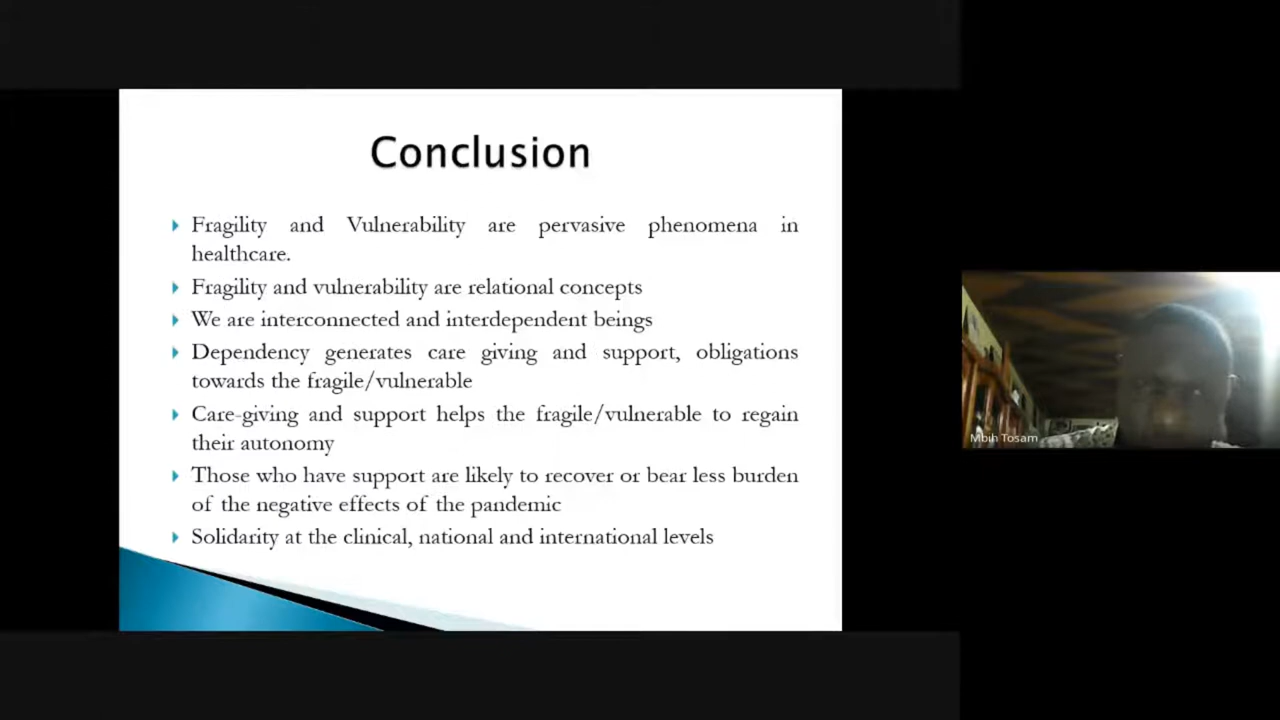 Conclusion
Fragility and Vulnerability are pervasive phenomena in
healthcare.
Fragility and vulnerability are relational concepts
We are interconnected and interdependent beings
Dependency generates care giving and support, obligations
towards the fragile/vulnerable
Care-giving and support helps the fragile/vulnerable to regain
their autonomy
Those who have support are likely to recover or bear less burden
of the negative effects of the pandemic
Solidarity at the clinical, national and international levels
Mbih Tosam